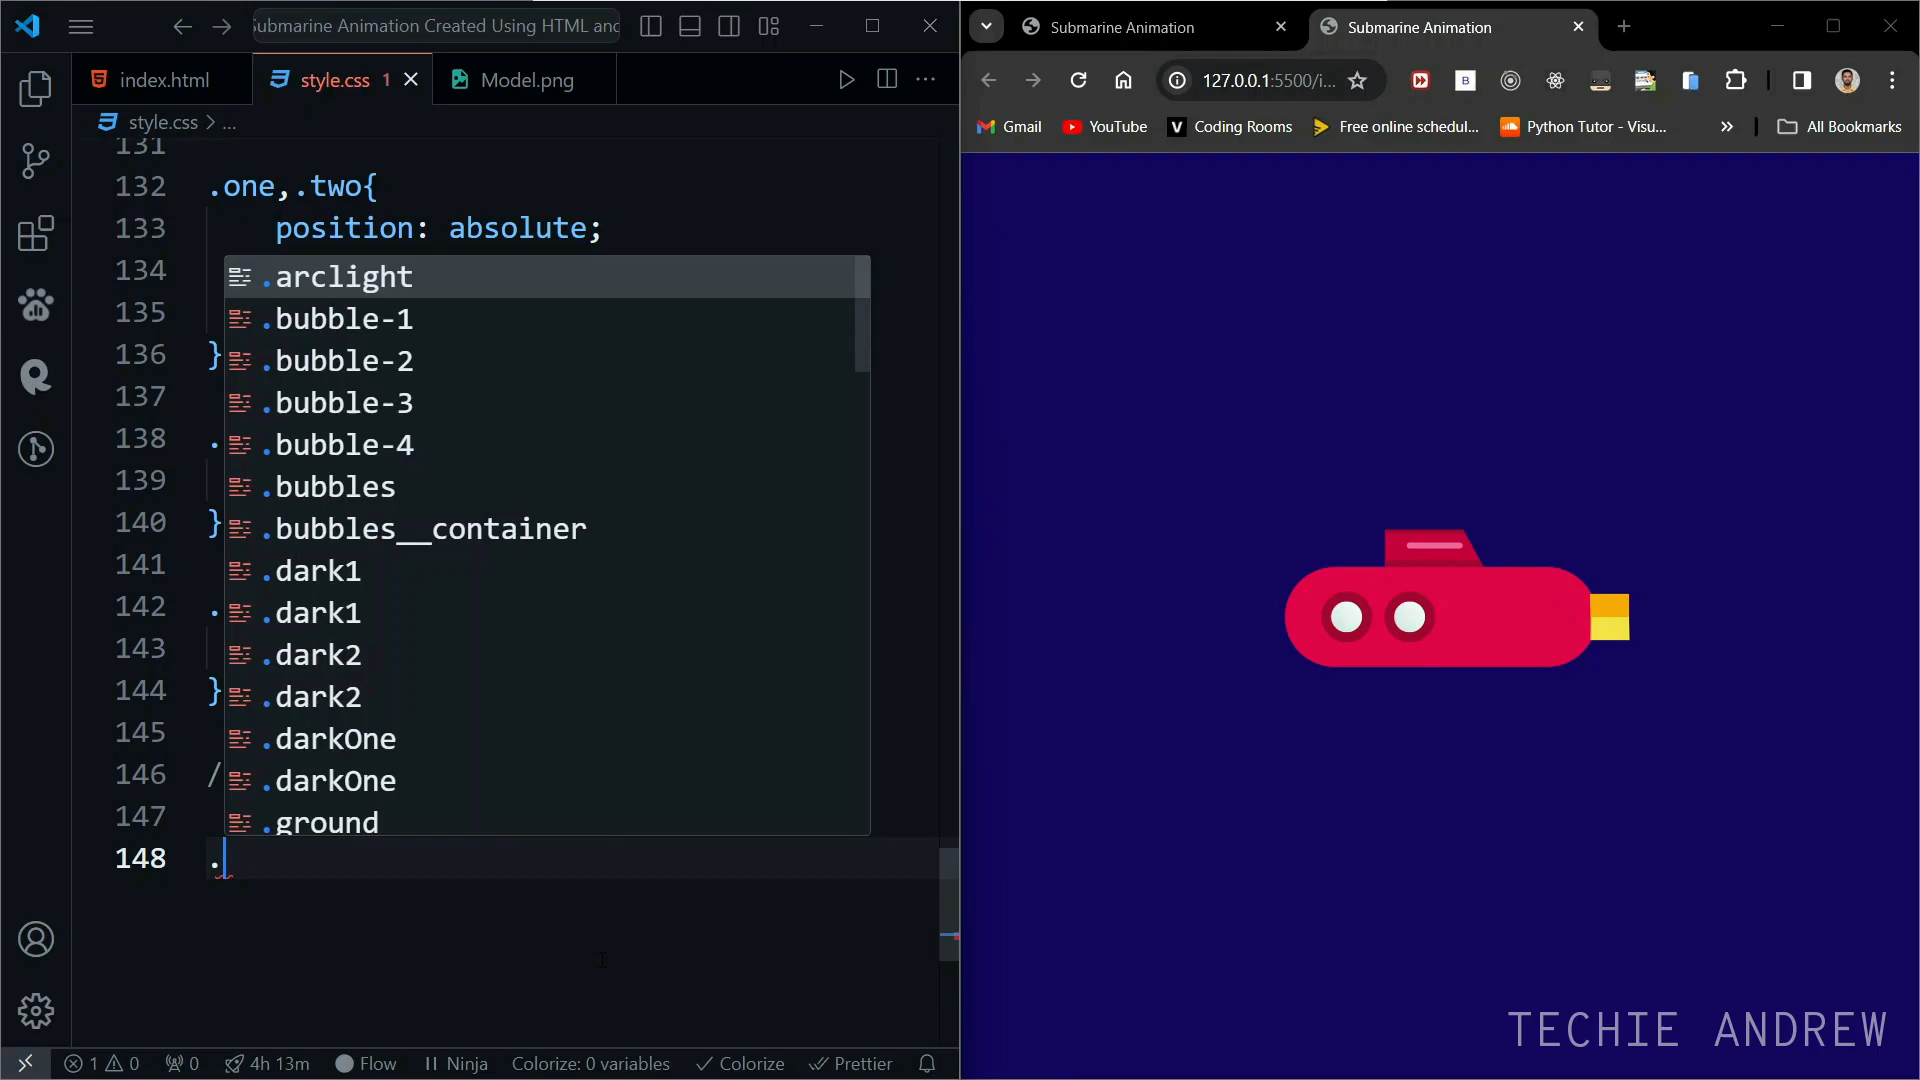 Submarine Animation Created Using HTML and
index.html
style.css 1
Model.png
style.css > ...
131
132 .one,.two{
133 position: absolute;
134
135
136 }
137
138 .
139
140 }
141
142 .
143
144 }
145
146 /
147
148 .
.arclight
.bubble-1
.bubble-2
.bubble-3
.bubble-4
.bubbles
.bubbles__container
.dark1
.dark1
.dark2
.dark2
.darkOne
.darkOne
.ground
1 0 0 4h 13m Flow Ninja Colorize: 0 variables Colorize Prettier
Submarine Animation
Submarine Animation
127.0.0.1:5500/i...
Gmail YouTube Coding Rooms Free online schedul... Python Tutor - Visu... » All Bookmarks
TECHIE ANDREW